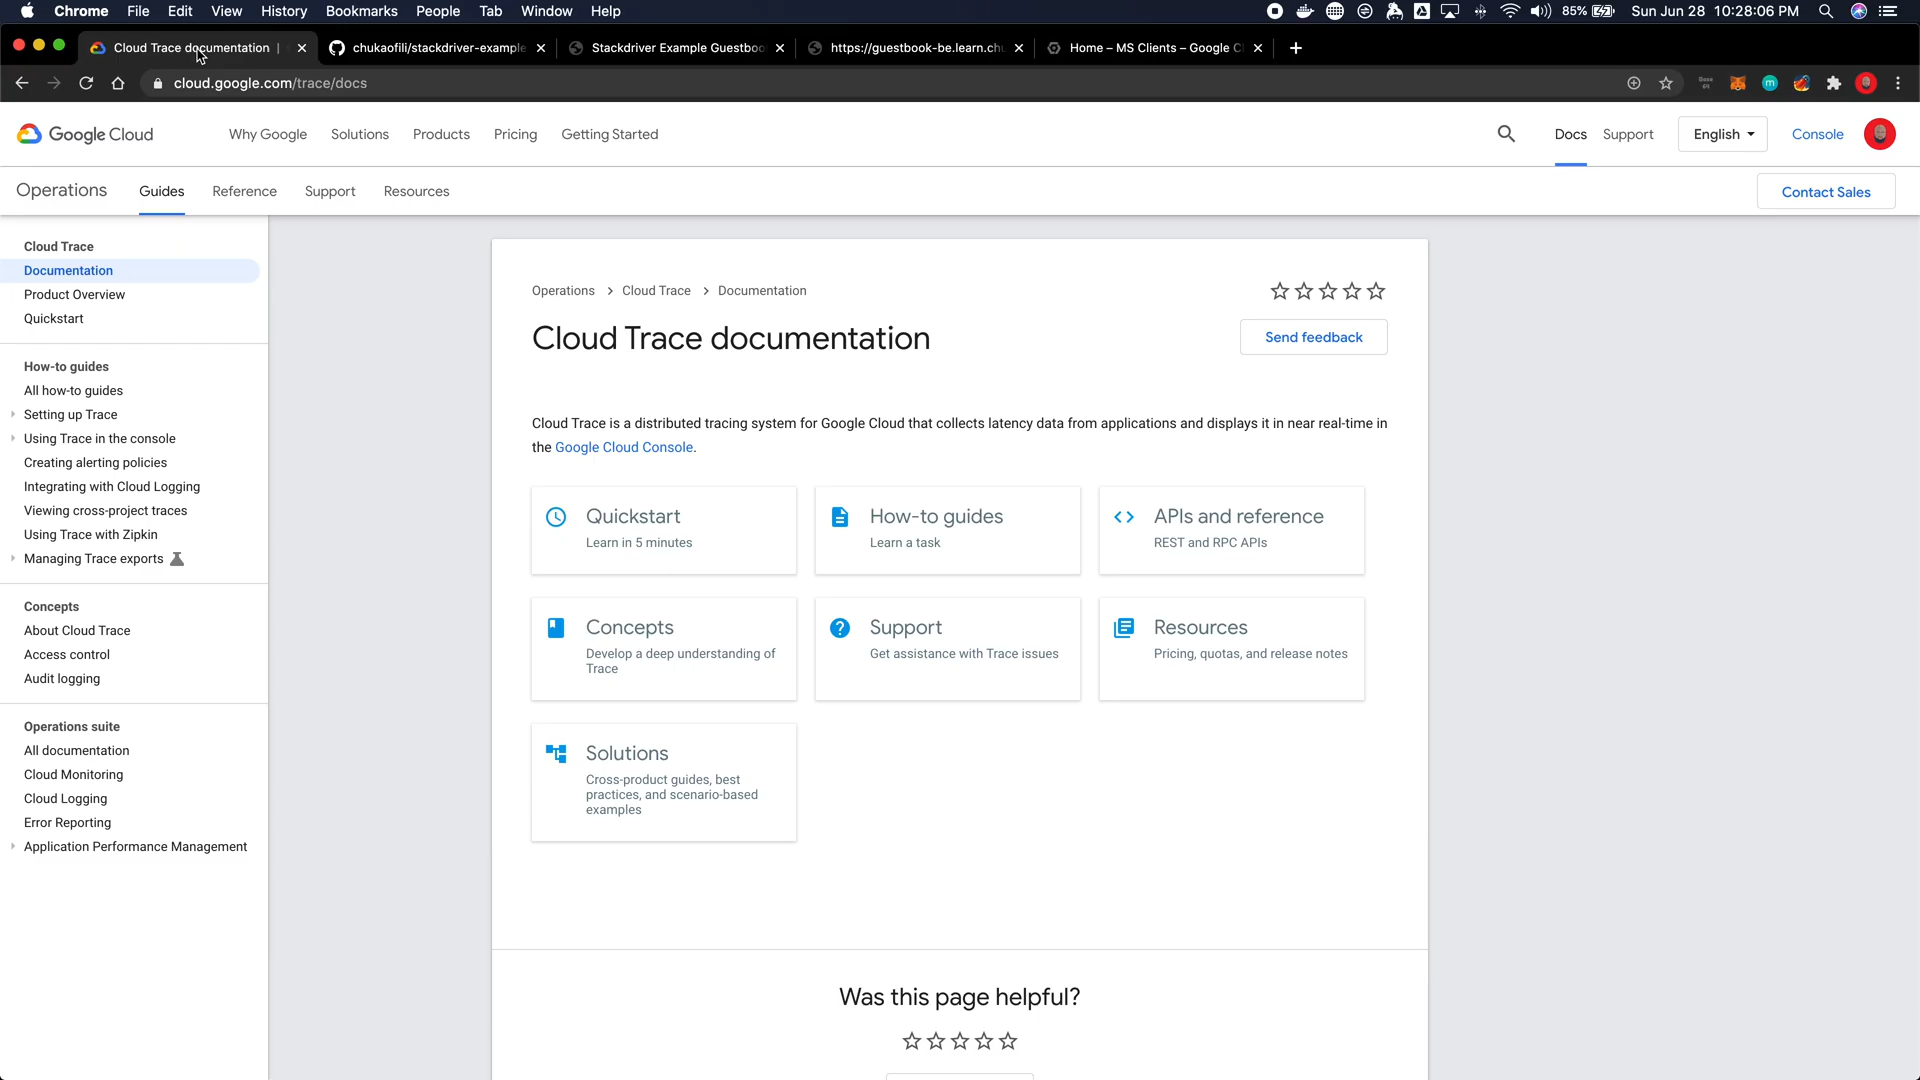 Chrome File Edit View History Bookmarks People Tab Window Help 85% Sun Jun 28 10:28:06 PM
Cloud Trace documentation | chukaofili/stackdriver-example Stackdriver Example Guestboo https://guestbook-be.learn.ch Home – MS Clients – Google C
cloud.google.com/trace/docs
Google Cloud Why Google Solutions Products Pricing Getting Started Docs Support English Console
Operations Guides Reference Support Resources Contact Sales
Cloud Trace
Documentation
Product Overview
Quickstart
How-to guides
All how-to guides
Setting up Trace
Using Trace in the console
Creating alerting policies
Integrating with Cloud Logging
Viewing cross-project traces
Using Trace with Zipkin
Managing Trace exports
Concepts
About Cloud Trace
Access control
Audit logging
Operations suite
All documentation
Cloud Monitoring
Cloud Logging
Error Reporting
Application Performance Management
Operations > Cloud Trace > Documentation
Cloud Trace documentation
Send feedback
Cloud Trace is a distributed tracing system for Google Cloud that collects latency data from applications and displays it in near real-time in
the Google Cloud Console.
Quickstart
Learn in 5 minutes
How-to guides
Learn a task
APIs and reference
REST and RPC APIs
Concepts
Develop a deep understanding of
Trace
Support
Get assistance with Trace issues
Resources
Pricing, quotas, and release notes
Solutions
Cross-product guides, best
practices, and scenario-based
examples
Was this page helpful?